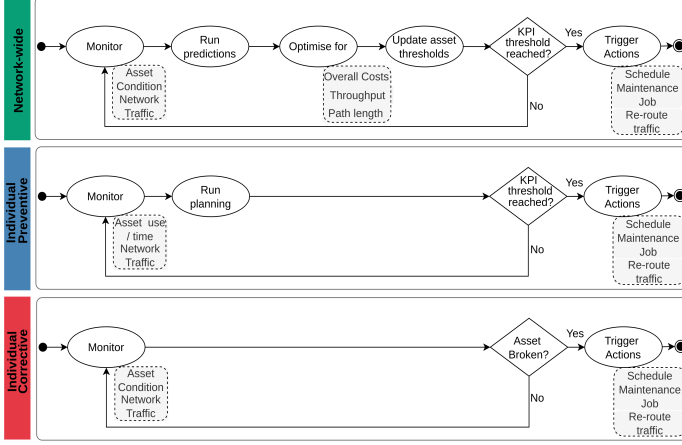 Network-wide
Monitor
Run
predictions
Optimise for
Update asset
thresholds
KPI
threshold
reached?
Yes
Trigger
Actions
Asset
Condition
Network
Traffic
Overall Costs
Throughput
Path length
No
Schedule
Maintenance
Job
Re-route
traffic
Individual
Preventive
Monitor
Run
planning
KPI
threshold
reached?
Yes
Trigger
Actions
Asset use
/ time
Network
Traffic
No
Schedule
Maintenance
Job
Re-route
traffic
Individual
Corrective
Monitor
Asset
Broken?
Yes
Trigger
Actions
Asset
Condition
Network
Traffic
No
Schedule
Maintenance
Job
Re-route
traffic